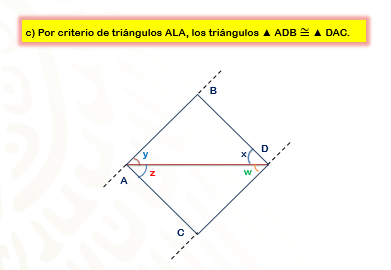 c) Por criterio de triángulos ALA, los triángulos ▲ ADB ≅ ▲ DAC.
B
y
x
D
A
z
w
C